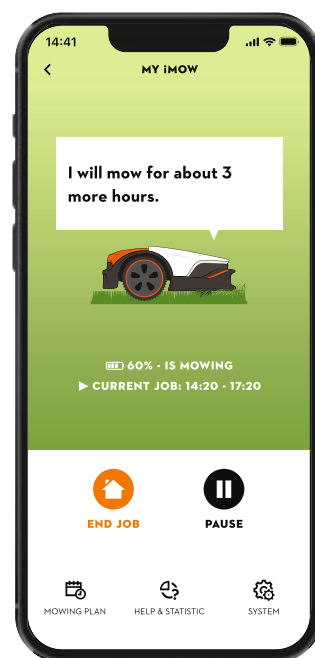 14:41
MY iMOW
I will mow for about 3
more hours.
60% - IS MOWING
CURRENT JOB: 14:20 - 17:20
END JOB
PAUSE
MOWING PLAN
HELP & STATISTIC
SYSTEM